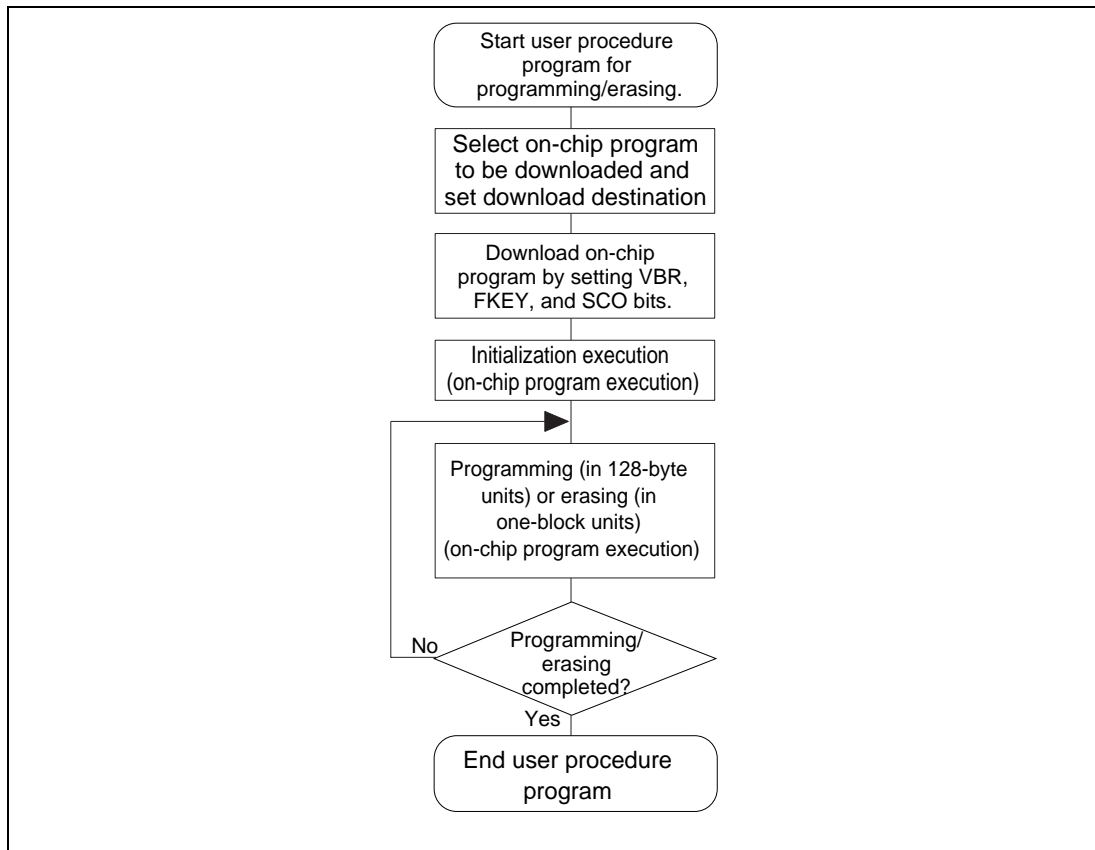 Start user procedure
program for
programming/erasing.
Select on-chip program
to be downloaded and
set download destination
Download on-chip
program by setting VBR,
FKEY, and SCO bits.
Initialization execution
(on-chip program execution)
Programming (in 128-byte
units) or erasing (in
one-block units)
(on-chip program execution)
No
Programming/
erasing
completed?
Yes
End user procedure
program